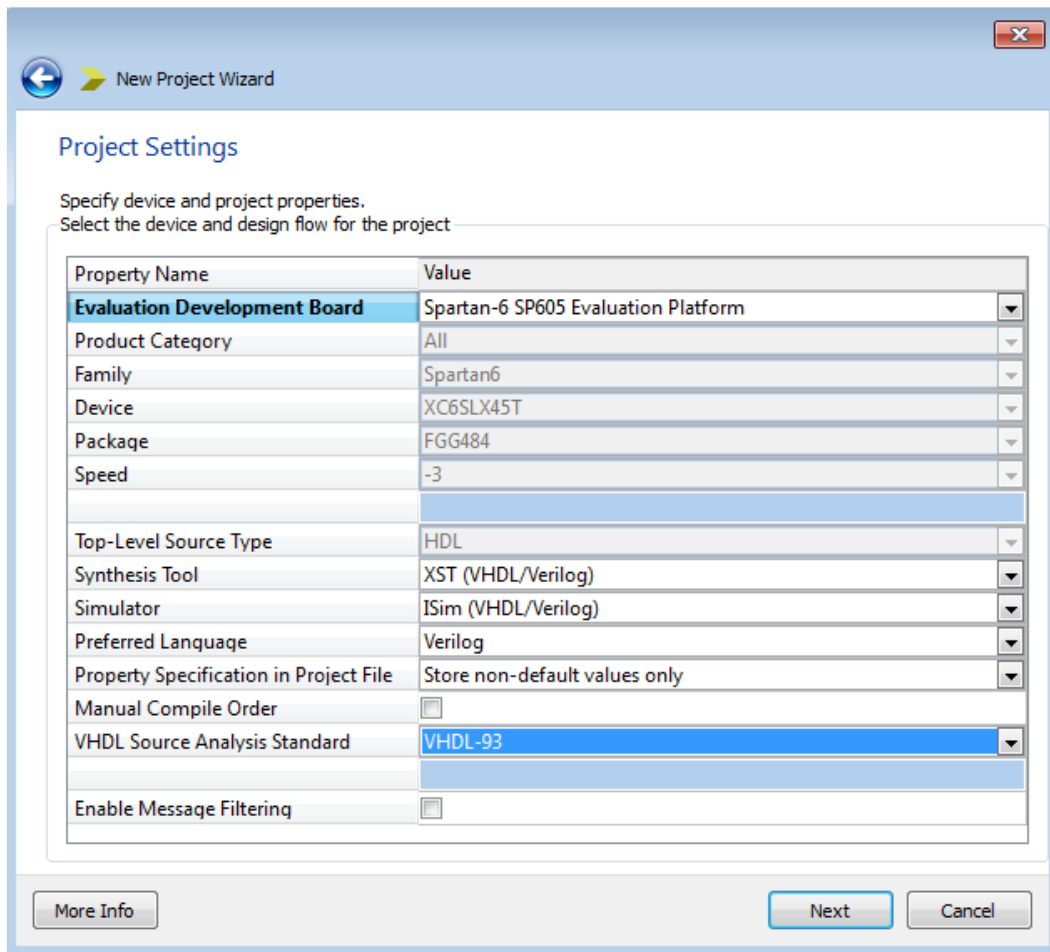 New Project Wizard
Project Settings
Specify device and project properties.
Select the device and design flow for the project
Property Name Value
Evaluation Development Board Spartan-6 SP605 Evaluation Platform
Product Category All
Family Spartan6
Device XC6SLX45T
Package FGG484
Speed -3
Top-Level Source Type HDL
Synthesis Tool XST (VHDL/Verilog)
Simulator ISim (VHDL/Verilog)
Preferred Language Verilog
Property Specification in Project File Store non-default values only
Manual Compile Order
VHDL Source Analysis Standard VHDL-93
Enable Message Filtering
More Info Next Cancel